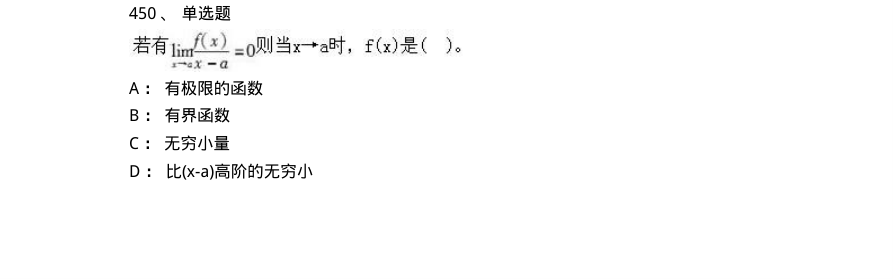 450 、 单选题
若有lim x→a f(x)/(x-a) =0则当x→a时，f(x)是( )。
A ： 有极限的函数
B ： 有界函数
C ： 无穷小量
D ： 比(x-a)高阶的无穷小